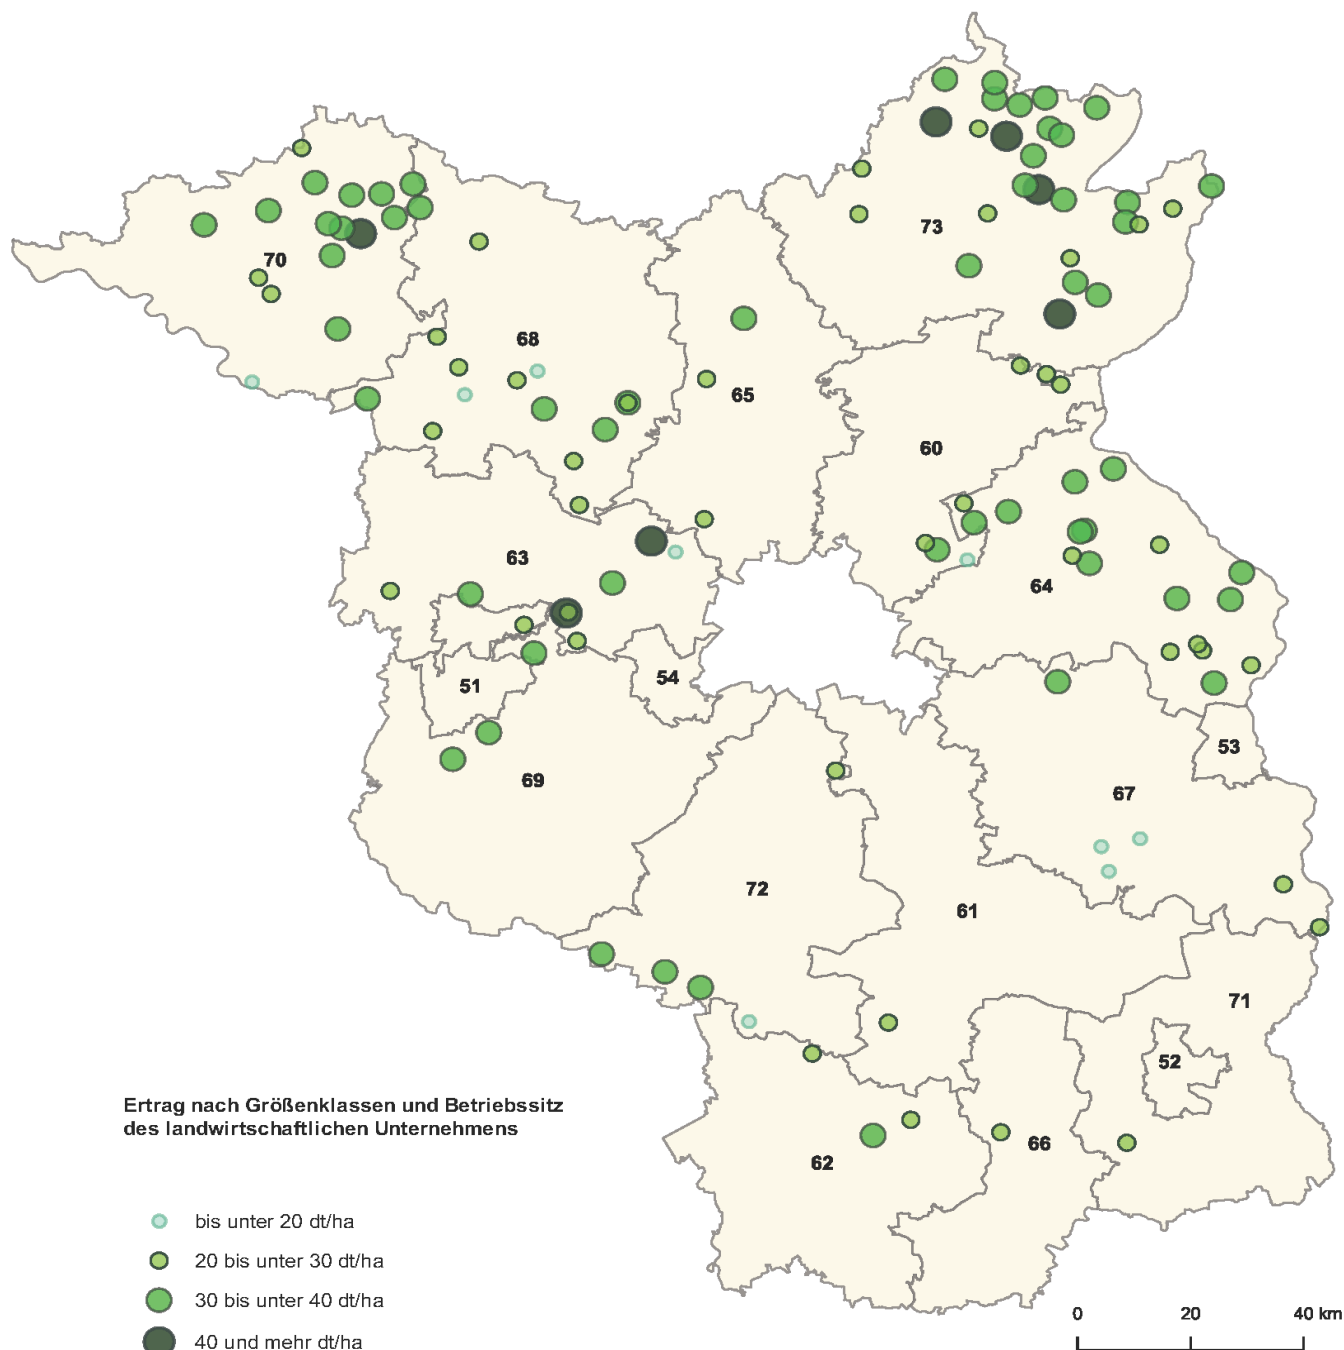 73
70
68
65
60
63
64
51
54
53
69
67
72
61
71
52
66
62
Ertrag nach Größenklassen und Betriebssitz
des landwirtschaftlichen Unternehmens
bis unter 20 dt/ha
20 bis unter 30 dt/ha
30 bis unter 40 dt/ha
40 und mehr dt/ha
0 20 40 km